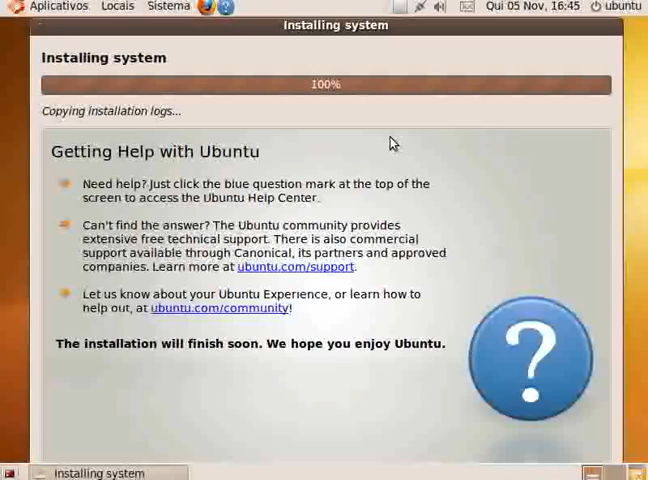 Aplicativos Locais Sistema Qui 05 Nov, 16:45 ubuntu
Installing system
Installing system
100%
Copying installation logs...
Getting Help with Ubuntu
Need help? Just click the blue question mark at the top of the
screen to access the Ubuntu Help Center.
Can't find the answer? The Ubuntu community provides
extensive free technical support. There is also commercial
support available through Canonical, its partners and approved
companies. Learn more at ubuntu.com/support.
Let us know about your Ubuntu Experience, or learn how to
help out, at ubuntu.com/community!
The installation will finish soon. We hope you enjoy Ubuntu.
?
Installing system